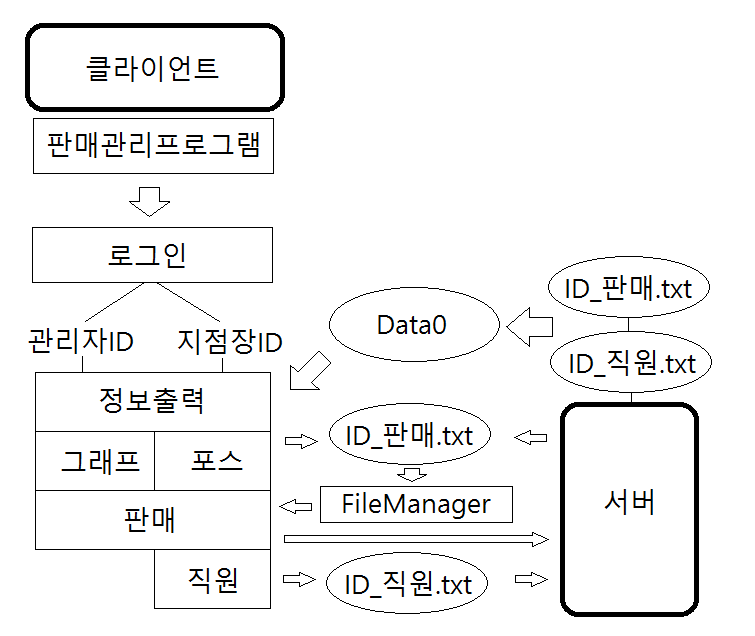 클라이언트
판매관리프로그램
로그인
관리자ID
지점장ID
정보출력
그래프
포스
판매
직원
Data0
ID_판매.txt
ID_직원.txt
ID_판매.txt
FileManager
ID_직원.txt
서버